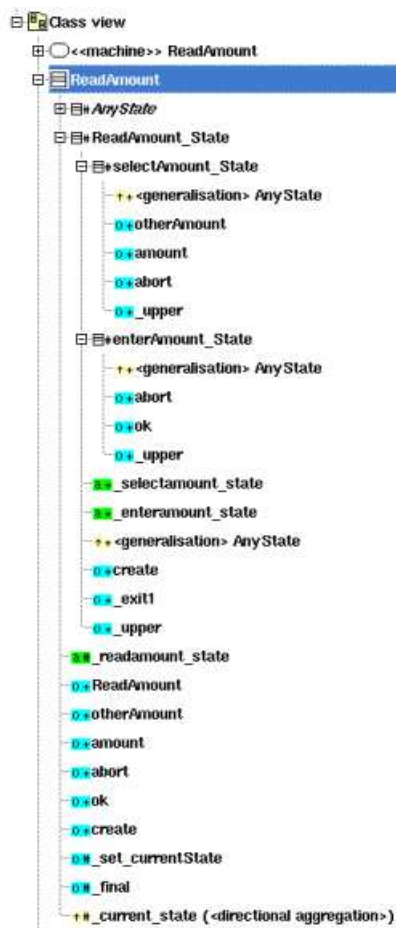 Class view
<<machine>> ReadAmount
ReadAmount
AnyState
ReadAmount_State
selectAmount_State
<generalisation> AnyState
otherAmount
amount
abort
_upper
enterAmount_State
<generalisation> AnyState
abort
ok
_upper
_selectamount_state
_enteramount_state
<generalisation> AnyState
create
_exit1
_upper
_readamount_state
ReadAmount
otherAmount
amount
abort
ok
create
_set_currentState
_final
_current_state (<directional aggregation>)